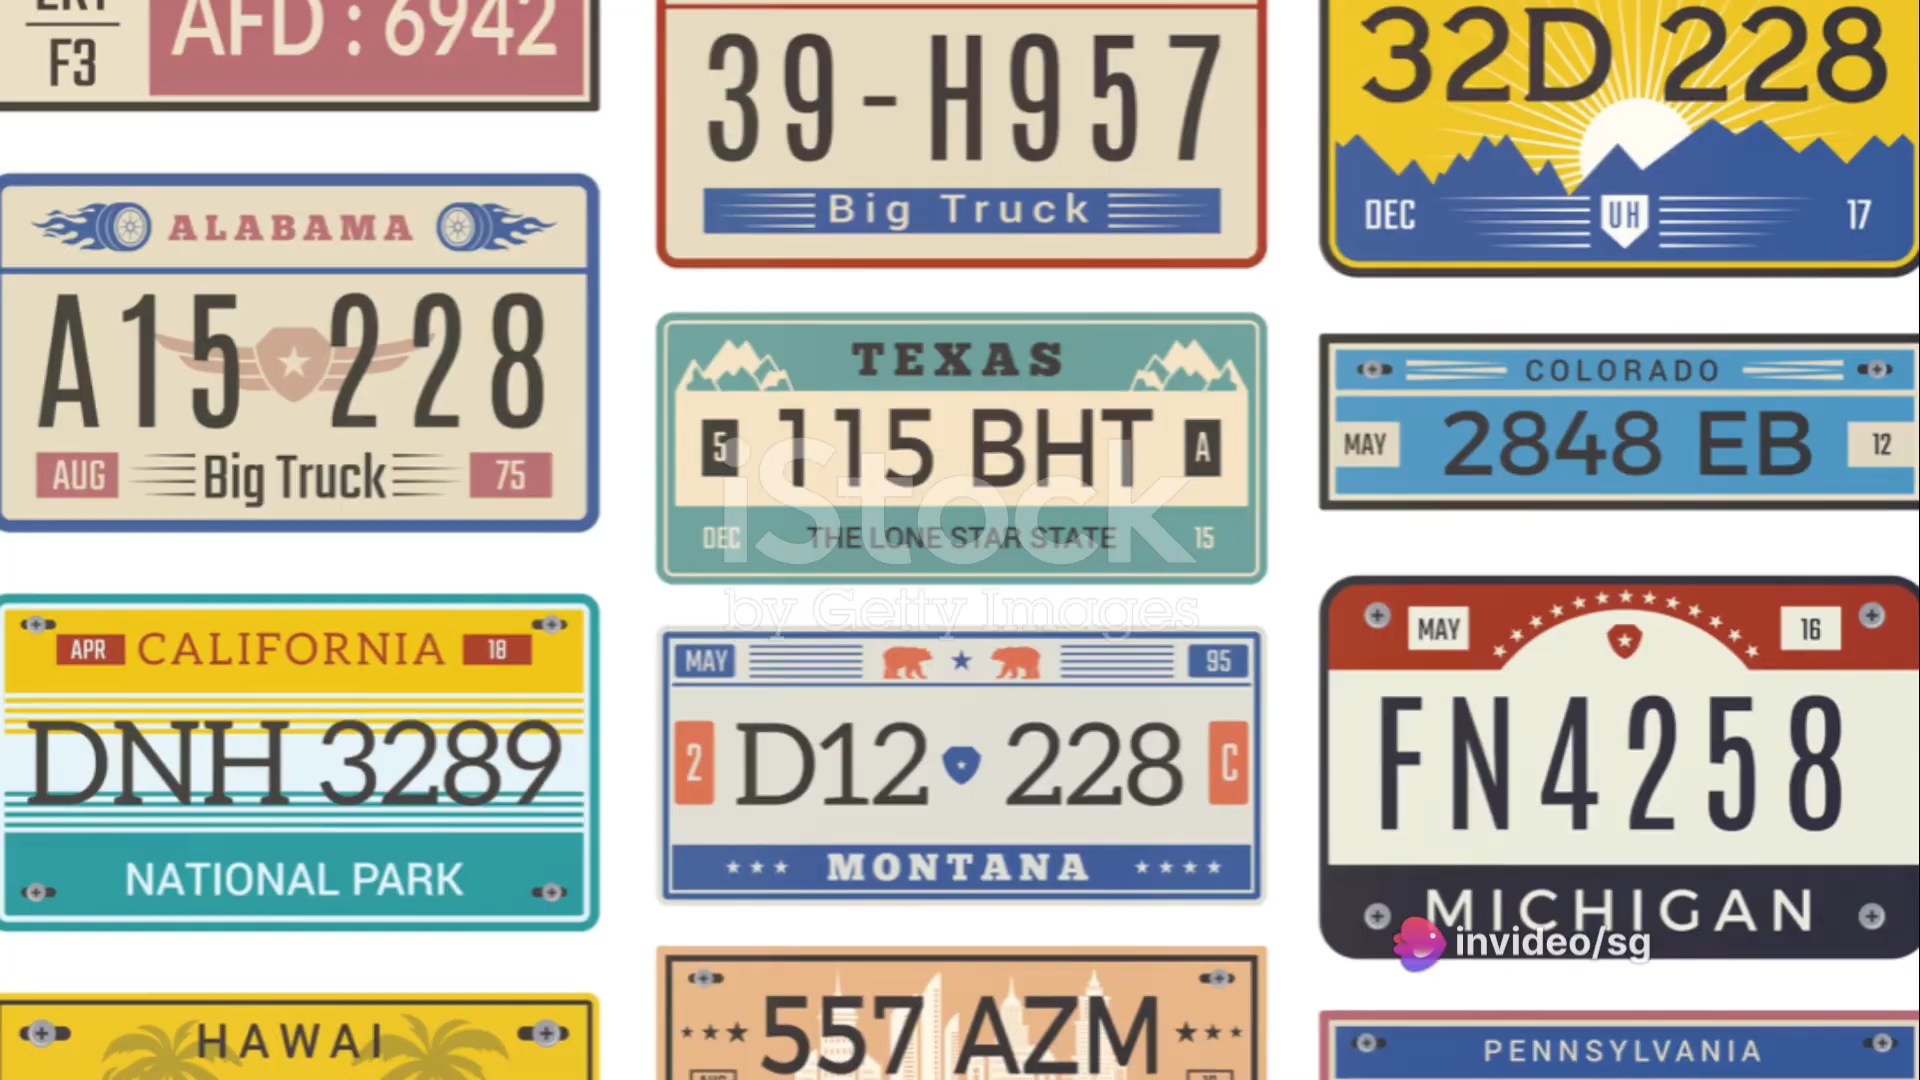 F3
AFD : 6942
ALABAMA
A15 228
AUG Big Truck 75
APR CALIFORNIA 18
DNH 3289
NATIONAL PARK
HAWAI
39-H957
Big Truck
TEXAS
5 115 BHT A
DEC THE LONE STAR STATE 15
iStock
by Getty Images
MAY 95
2 D12 228 C
MONTANA
557 AZM
32D 228
DEC UH 17
COLORADO
MAY 2848 EB 12
MAY 16
FN4258
MICHIGAN
invideo/sg
PENNSYLVANIA